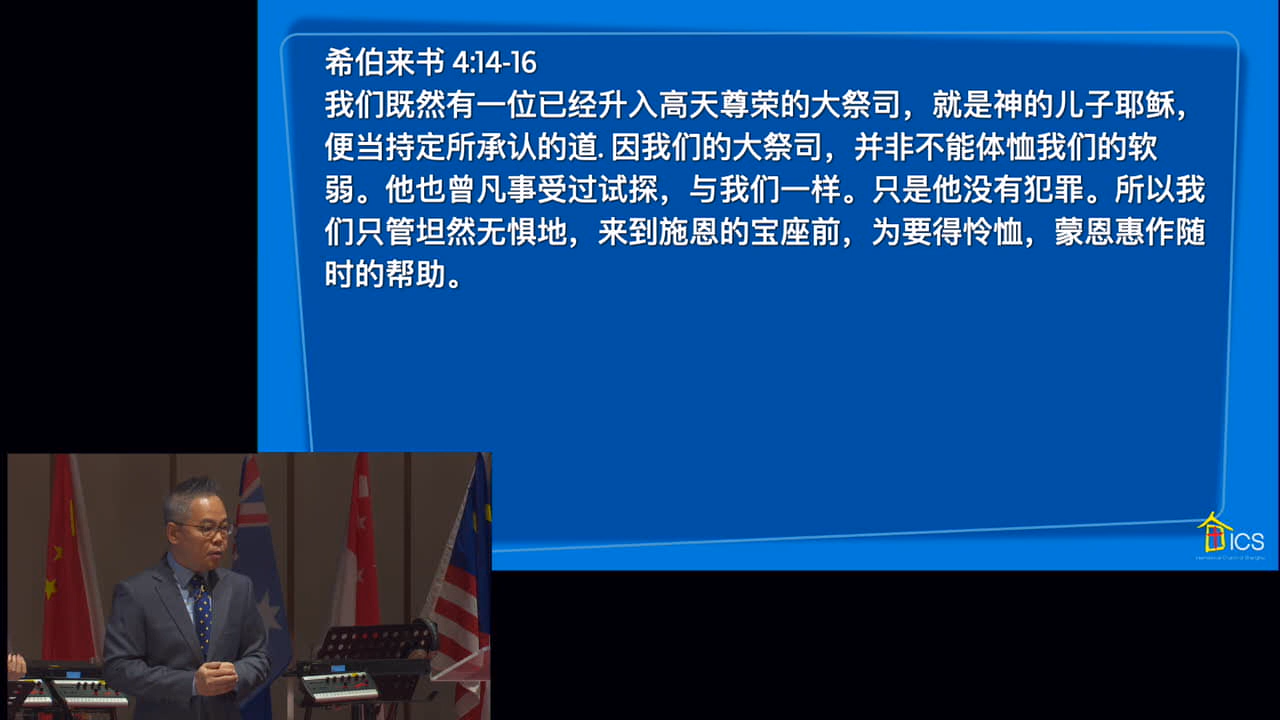 希伯来书 4:14-16
我们既然有一位已经升入高天尊荣的大祭司，就是神的儿子耶稣，
便当持定所承认的道. 因我们的大祭司，并非不能体恤我们的软
弱。他也曾凡事受过试探，与我们一样。只是他没有犯罪。所以我
们只管坦然无惧地，来到施恩的宝座前，为要得怜恤，蒙恩惠作随
时的帮助。
ICS